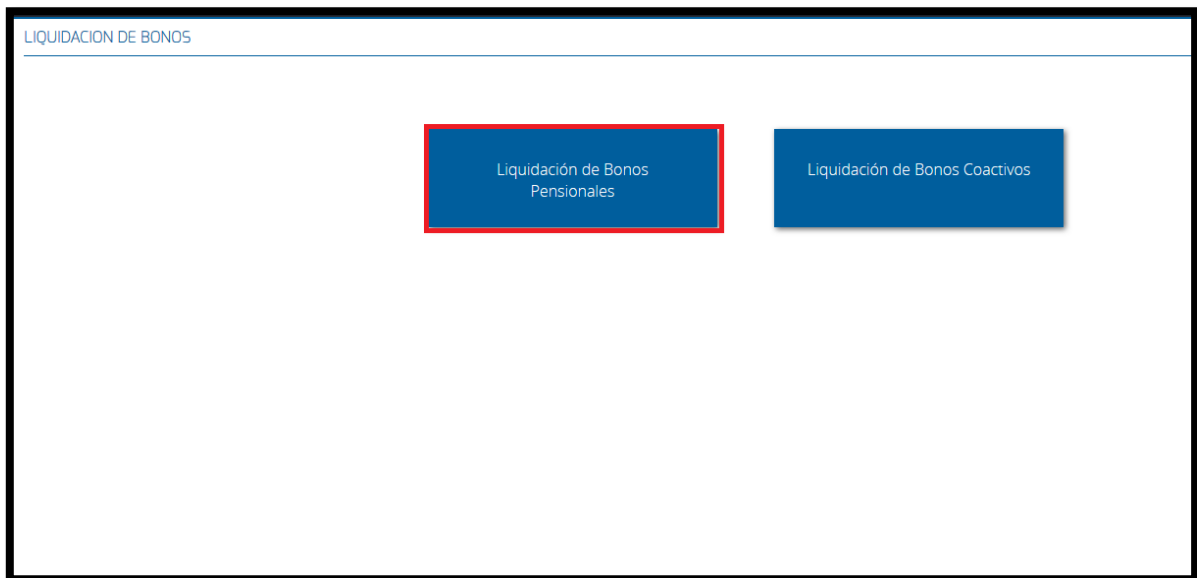 LIQUIDACION DE BONOS
Liquidación de Bonos
Pensionales
Liquidación de Bonos Coactivos